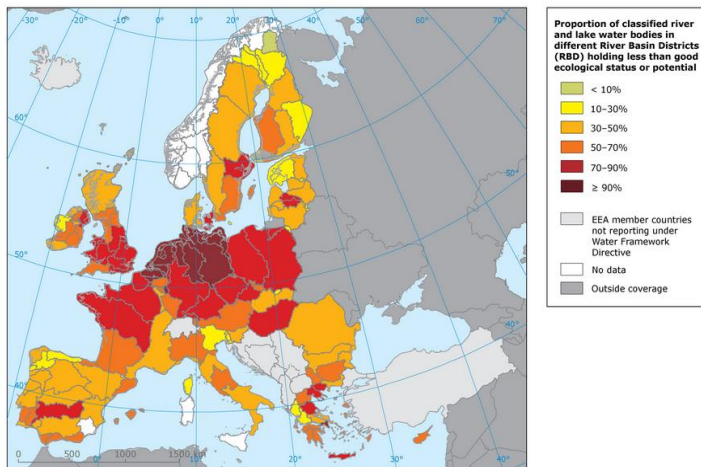 -30° -20° -10° 0° 10° 20° 30° 40° 50° 60° 70°
60°
50°
50°
40°
40°
0 500 1000 1500 km
0° 10° 20° 30° 40°
Proportion of classified river
and lake water bodies in
different River Basin Districts
(RBD) holding less than good
ecological status or potential
< 10%
10–30%
30–50%
50–70%
70–90%
≥ 90%
EEA member countries
not reporting under
Water Framework
Directive
No data
Outside coverage